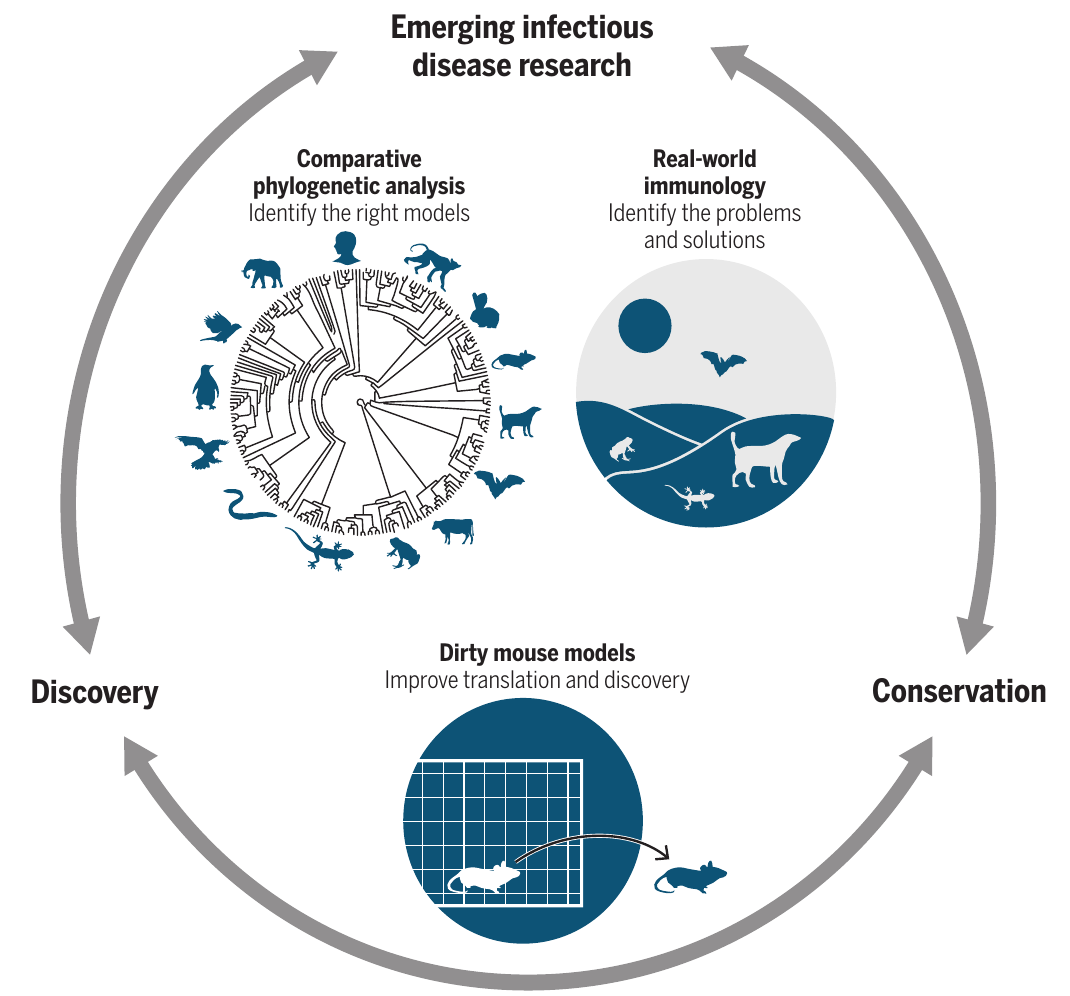 Emerging infectious
disease research
Comparative
phylogenetic analysis
Identify the right models
Real-world
immunology
Identify the problems
and solutions
Dirty mouse models
Improve translation and discovery
Discovery
Conservation